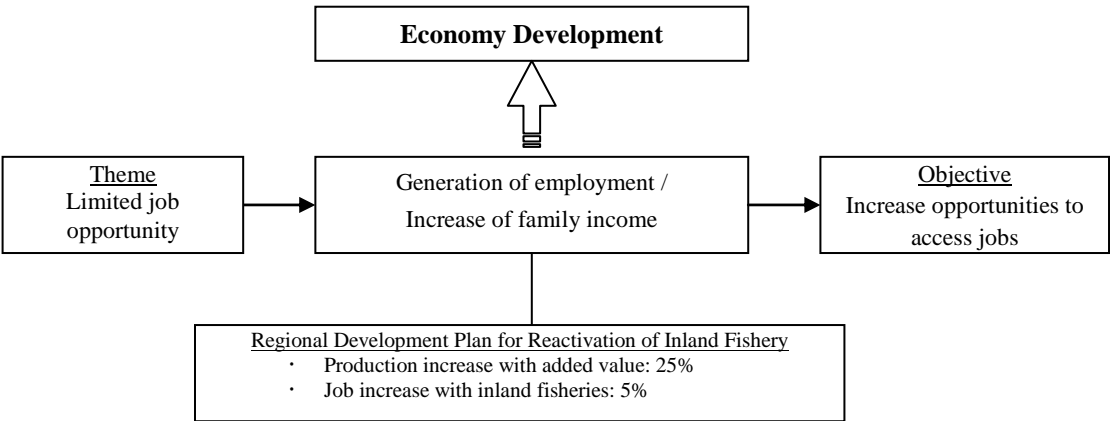 Economy Development
Theme
Limited job
opportunity
Generation of employment /
Increase of family income
Objective
Increase opportunities to
access jobs
Regional Development Plan for Reactivation of Inland Fishery
・ Production increase with added value: 25%
・ Job increase with inland fisheries: 5%